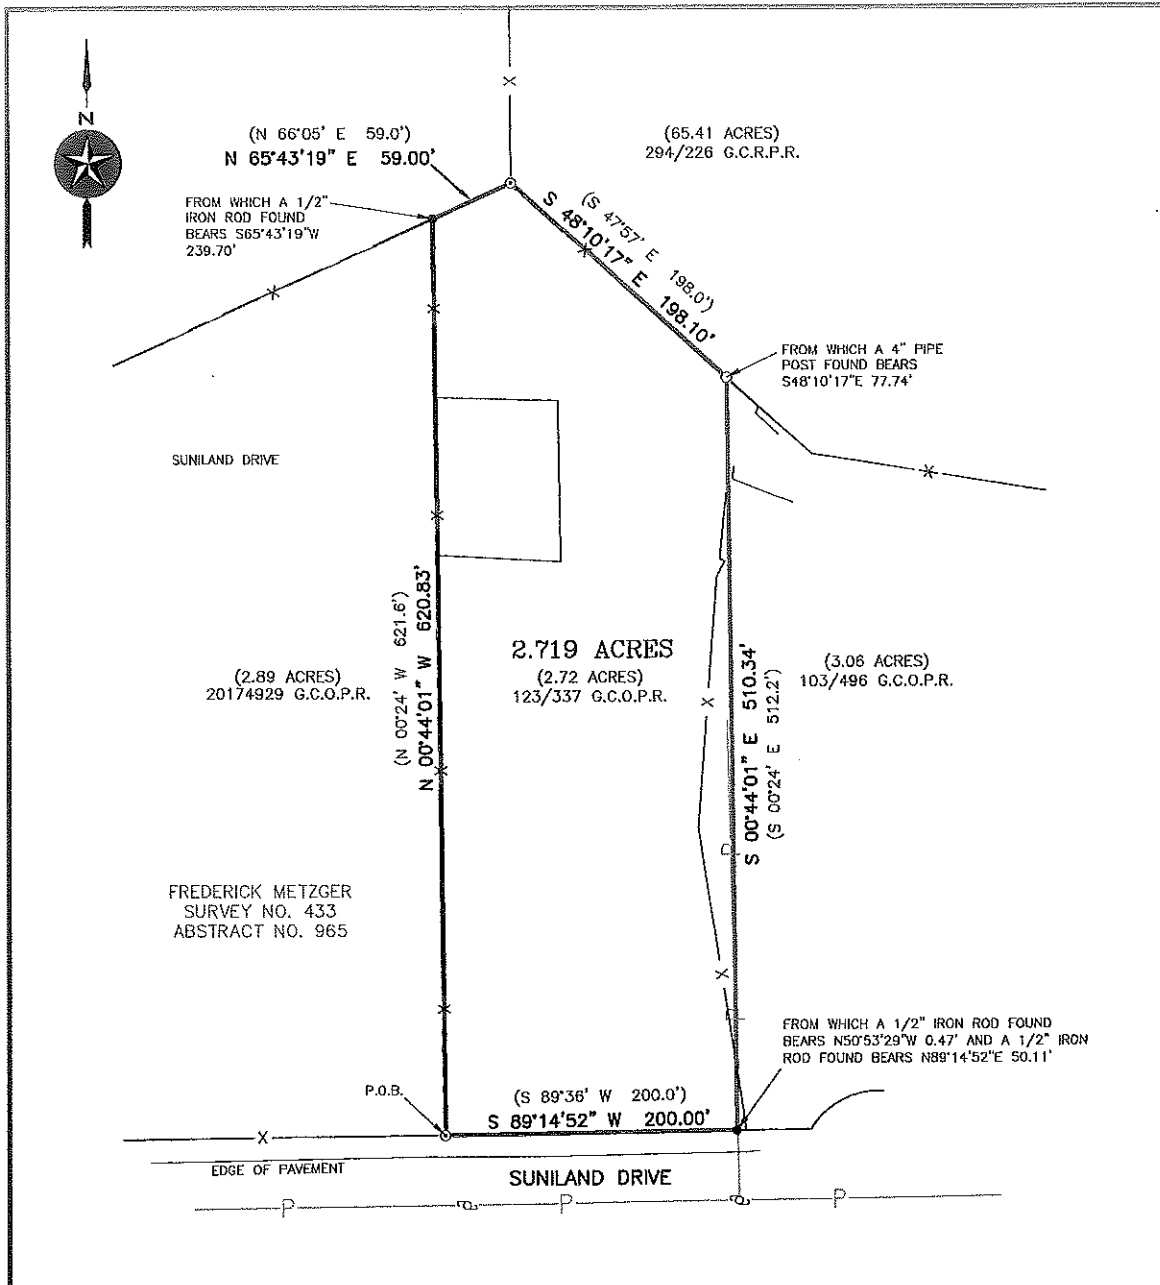 N
(N 66°05' E 59.0')
N 65°43'19" E 59.00'
(65.41 ACRES)
294/226 G.C.R.P.R.
FROM WHICH A 1/2"
IRON ROD FOUND
BEARS S65°43'19"W
239.70'
(S 47°57' E 198.0')
S 48°10'17" E 198.10'
FROM WHICH A 4" PIPE
POST FOUND BEARS
S48°10'17"E 77.74'
SUNILAND DRIVE
(N 00°24' W 621.6')
N 00°44'01" W 620.83'
2.719 ACRES
(2.72 ACRES)
123/337 G.C.O.P.R.
(2.89 ACRES)
20174929 G.C.O.P.R.
S 00°44'01" E 510.34'
(S 00°24' E 512.2')
(3.06 ACRES)
103/496 G.C.O.P.R.
FREDERICK METZGER
SURVEY NO. 433
ABSTRACT NO. 965
FROM WHICH A 1/2" IRON ROD FOUND
BEARS N50°53'29"W 0.47' AND A 1/2" IRON
ROD FOUND BEARS N89°14'52"E 50.11'
P.O.B.
(S 89°36' W 200.0')
S 89°14'52" W 200.00'
EDGE OF PAVEMENT
SUNILAND DRIVE
P P P